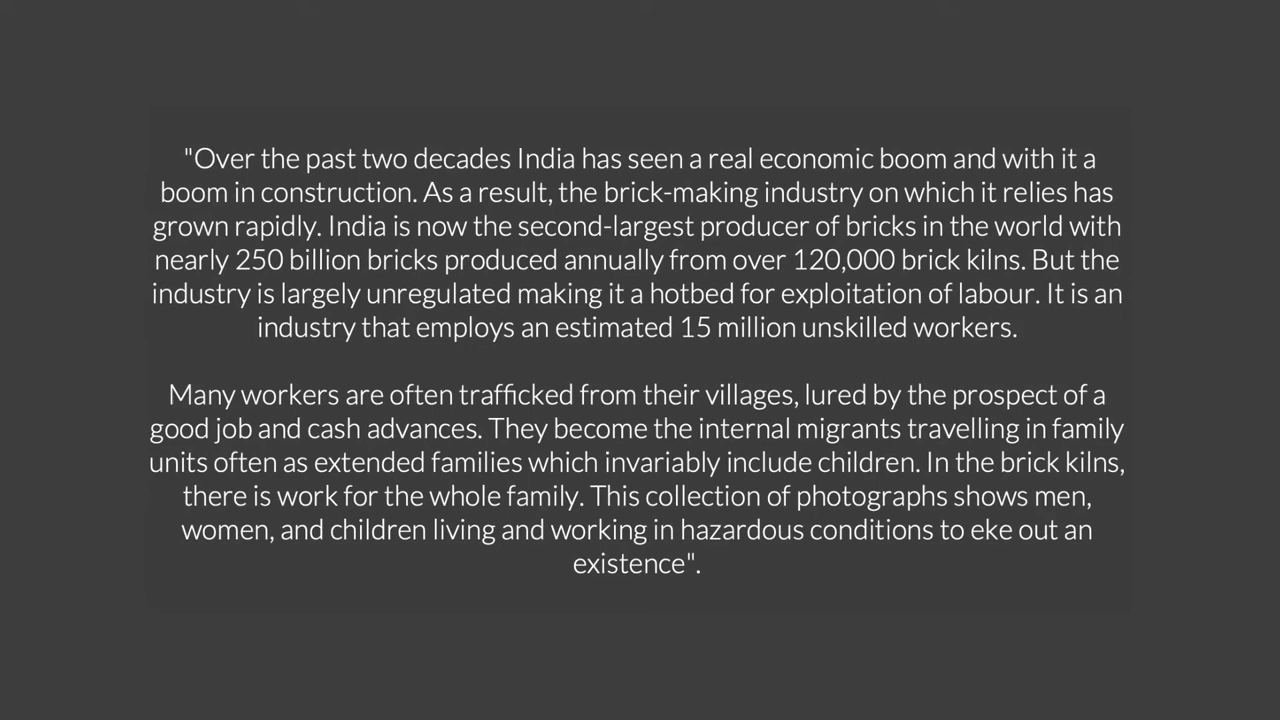 "Over the past two decades India has seen a real economic boom and with it a
boom in construction. As a result, the brick-making industry on which it relies has
grown rapidly. India is now the second-largest producer of bricks in the world with
nearly 250 billion bricks produced annually from over 120,000 brick kilns. But the
industry is largely unregulated making it a hotbed for exploitation of labour. It is an
industry that employs an estimated 15 million unskilled workers.
Many workers are often trafficked from their villages, lured by the prospect of a
good job and cash advances. They become the internal migrants travelling in family
units often as extended families which invariably include children. In the brick kilns,
there is work for the whole family. This collection of photographs shows men,
women, and children living and working in hazardous conditions to eke out an
existence".